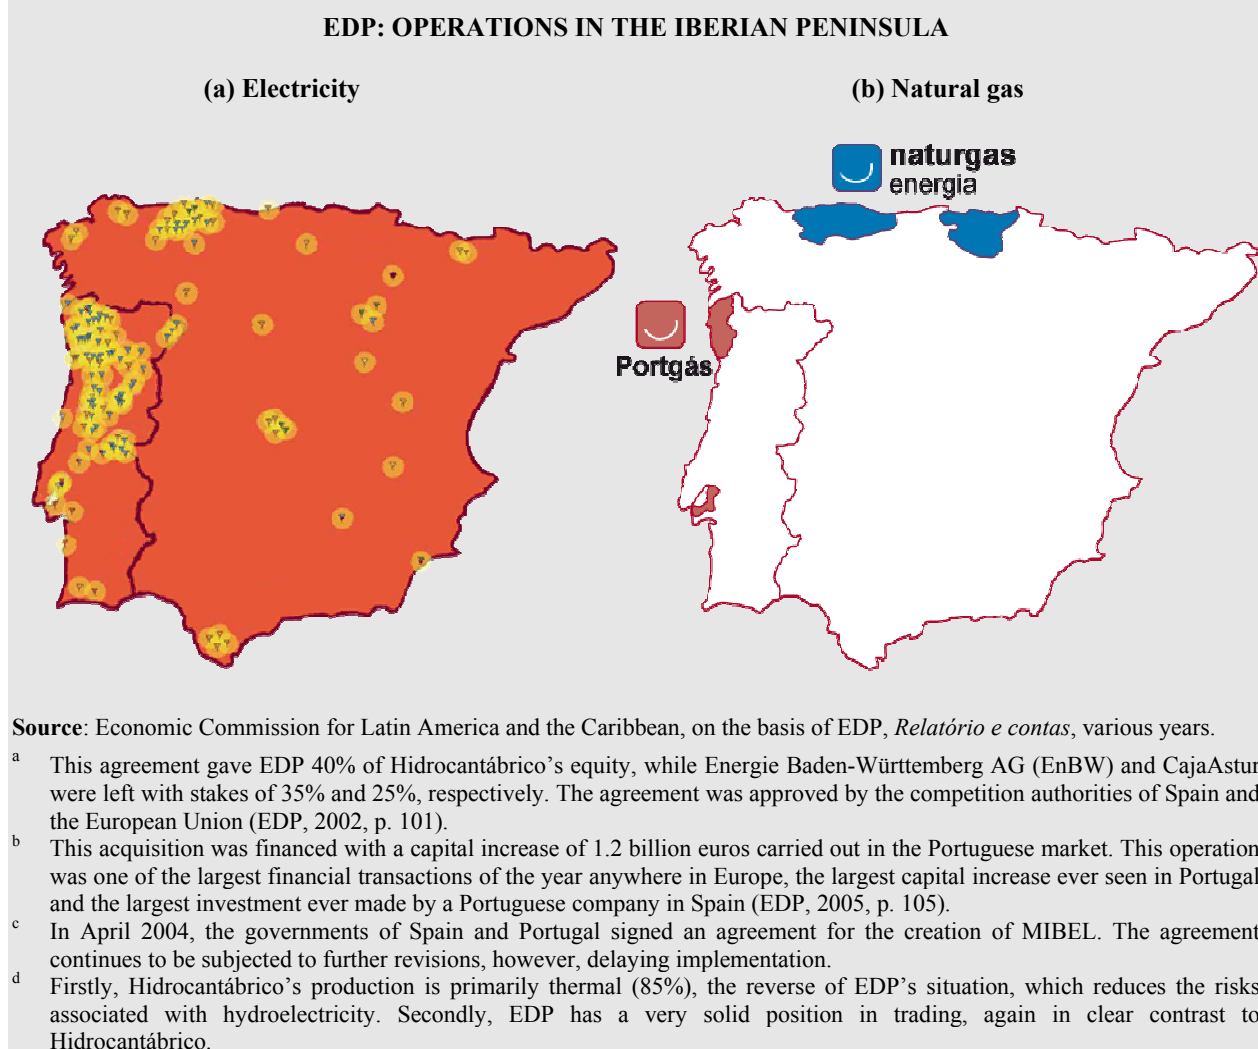 EDP: OPERATIONS IN THE IBERIAN PENINSULA
(a) Electricity
(b) Natural gas
naturgas
energia
Portgás
Source: Economic Commission for Latin America and the Caribbean, on the basis of EDP, Relatório e contas, various years.
a This agreement gave EDP 40% of Hidrocantábrico’s equity, while Energie Baden-Württemberg AG (EnBW) and CajaAstur
were left with stakes of 35% and 25%, respectively. The agreement was approved by the competition authorities of Spain and
the European Union (EDP, 2002, p. 101).
b This acquisition was financed with a capital increase of 1.2 billion euros carried out in the Portuguese market. This operation
was one of the largest financial transactions of the year anywhere in Europe, the largest capital increase ever seen in Portugal
and the largest investment ever made by a Portuguese company in Spain (EDP, 2005, p. 105).
c In April 2004, the governments of Spain and Portugal signed an agreement for the creation of MIBEL. The agreement
continues to be subjected to further revisions, however, delaying implementation.
d Firstly, Hidrocantábrico’s production is primarily thermal (85%), the reverse of EDP’s situation, which reduces the risks
associated with hydroelectricity. Secondly, EDP has a very solid position in trading, again in clear contrast to
Hidrocantábrico.